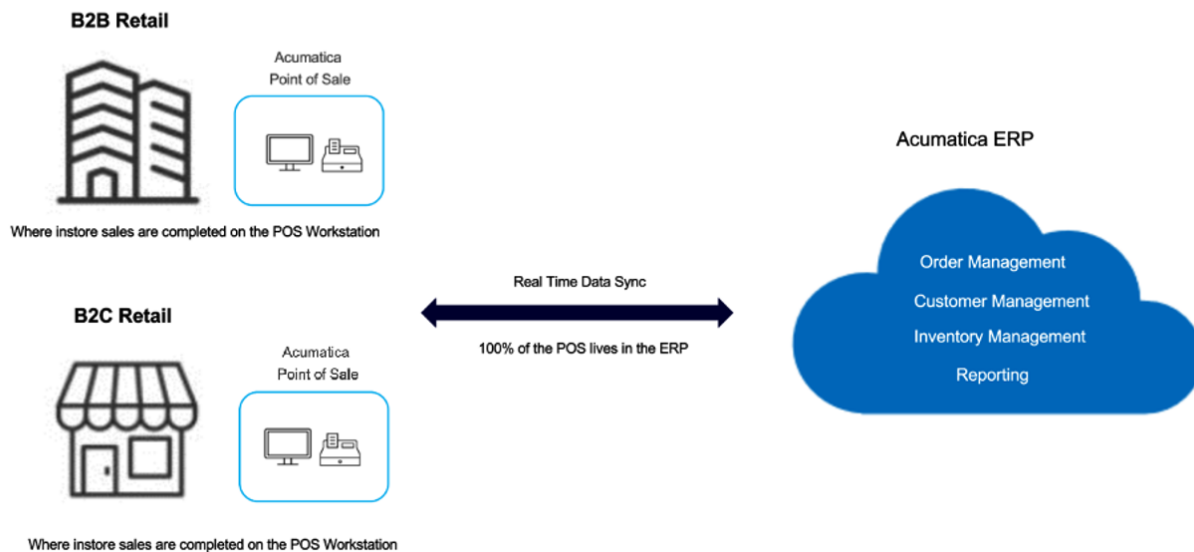 B2B Retail
Acumatica
Point of Sale
Where instore sales are completed on the POS Workstation
B2C Retail
Acumatica
Point of Sale
Where instore sales are completed on the POS Workstation
Real Time Data Sync
100% of the POS lives in the ERP
Acumatica ERP
Order Management
Customer Management
Inventory Management
Reporting